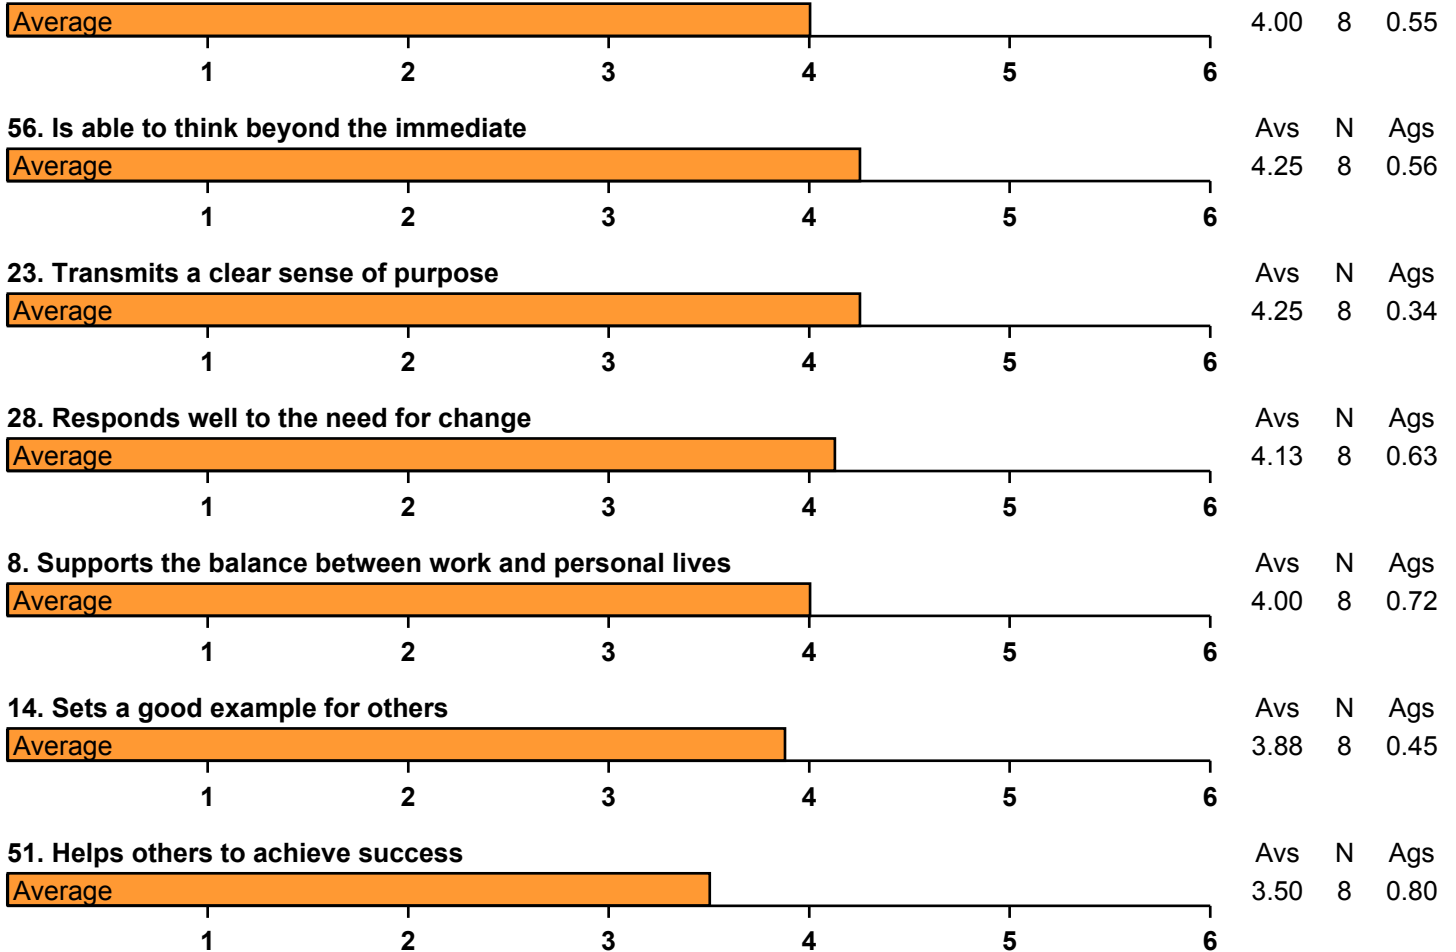 Average 4.00 8 0.55
1 2 3 4 5 6
56. Is able to think beyond the immediate Avs N Ags
Average 4.25 8 0.56
1 2 3 4 5 6
23. Transmits a clear sense of purpose Avs N Ags
Average 4.25 8 0.34
1 2 3 4 5 6
28. Responds well to the need for change Avs N Ags
Average 4.13 8 0.63
1 2 3 4 5 6
8. Supports the balance between work and personal lives Avs N Ags
Average 4.00 8 0.72
1 2 3 4 5 6
14. Sets a good example for others Avs N Ags
Average 3.88 8 0.45
1 2 3 4 5 6
51. Helps others to achieve success Avs N Ags
Average 3.50 8 0.80
1 2 3 4 5 6